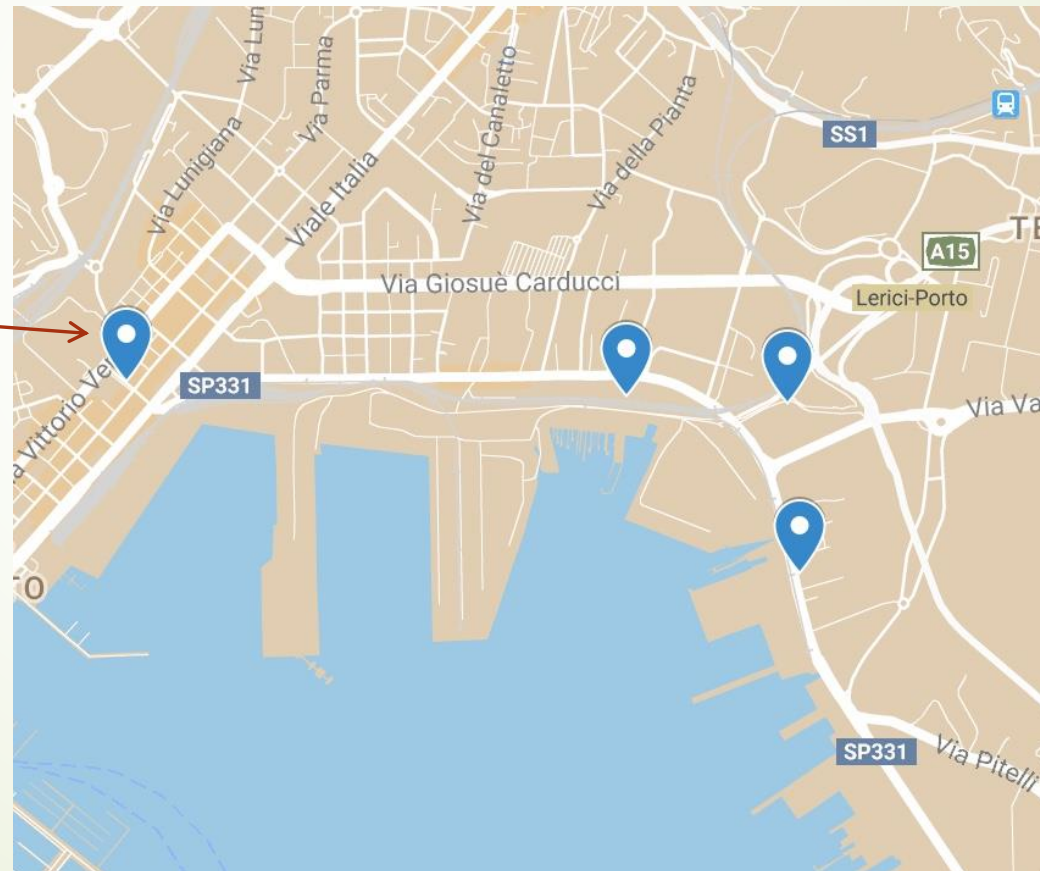 Via Lun
Via Parma
Via Lunigiana
Viale Italia
Via del Canaletto
Via della Pianta
SS1
A15
TE
Via Giosuè Carducci
Lerici-Porto
a Vittorio Ve
SP331
Via Va
TO
SP331
Via Pitelli